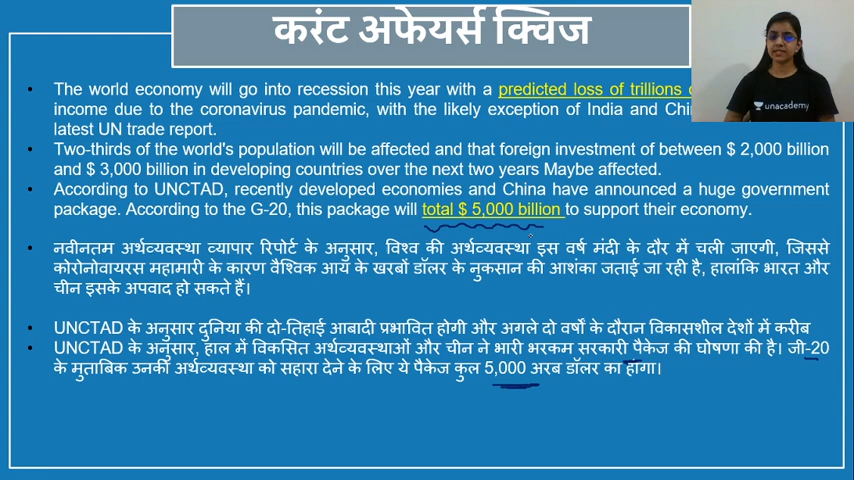 करंट अफेयर्स क्विज
unacademy
The world economy will go into recession this year with a predicted loss of trillions
income due to the coronavirus pandemic, with the likely exception of India and
latest UN trade report.
Two-thirds of the world's population will be affected and that foreign investment of between $ 2,000 billion
and $ 3,000 billion in developing countries over the next two years Maybe affected.
According to UNCTAD, recently developed economies and China have announced a huge government
package. According to the G-20, this package will total $ 5,000 billion to support their economy.
नवीनतम अर्थव्यवस्था व्यापार रिपोर्ट के अनुसार, विश्व की अर्थव्यवस्था इस वर्ष मंदी के दौर में चली जाएगी, जिससे
कोरोनोवायरस महामारी के कारण वैश्विक आय के खरबों डॉलर के नुकसान की आशंका जताई जा रही है, हालांकि भारत और
चीन इसके अपवाद हो सकते हैं।
UNCTAD के अनुसार दुनिया की दो-तिहाई आबादी प्रभावित होगी और अगले दो वर्षों के दौरान विकासशील देशों में करीब
UNCTAD के अनुसार, हाल में विकसित अर्थव्यवस्थाओं और चीन ने भारी भरकम सरकारी पैकेज की घोषणा की है। जी-20
के मुताबिक उनकी अर्थव्यवस्था को सहारा देने के लिए ये पैकेज कुल 5,000 अरब डॉलर का होगा।